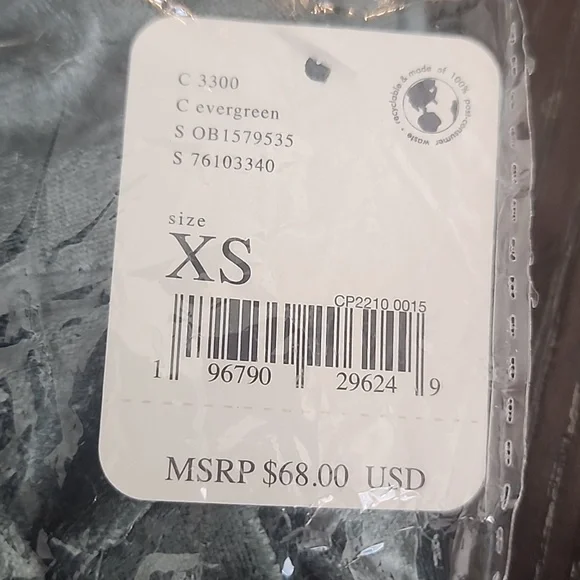 C 3300
C evergreen
S OB1579535
S 76103340
recyclable & made of 100% post-consumer waste •
size
XS
CP2210 0015
1 96790 29624 9
MSRP $68.00 USD